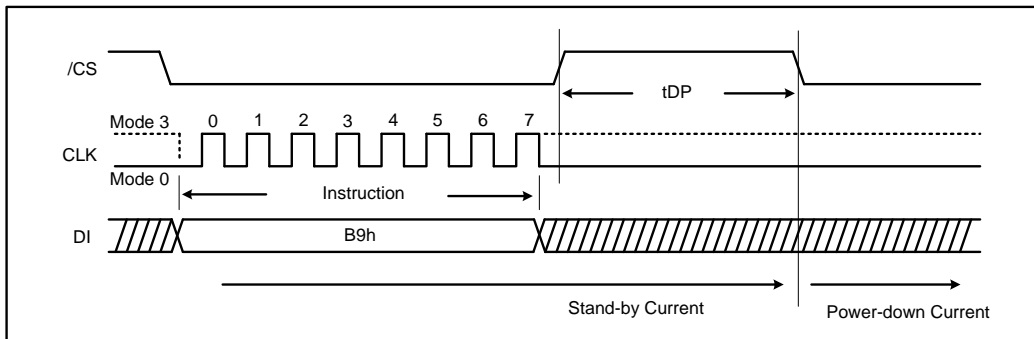 /CS
tDP
Mode 3
0 1 2 3 4 5 6 7
CLK
Mode 0
Instruction
DI
B9h
Stand-by Current
Power-down Current